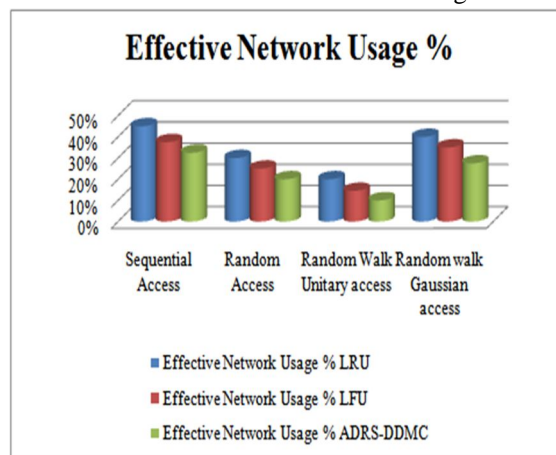 Effective Network Usage %
50%
40%
30%
20%
10%
0%
Sequential Access
Random Access
Random Walk Unitary access
Random walk Gaussian access
Effective Network Usage % LRU
Effective Network Usage % LFU
Effective Network Usage % ADRS-DDMC